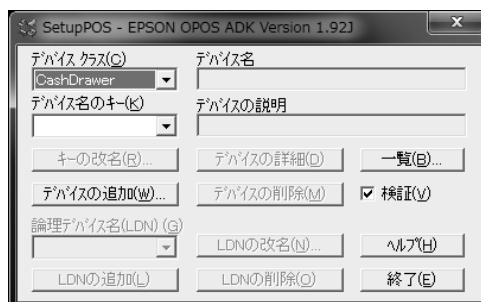 SetupPOS - EPSON OPOS ADK Version 1.92J
デバイス クラス(C) デバイス名
CashDrawer
デバイス名のキー(K) デバイスの説明
キーの改名(R)... デバイスの詳細(D) 一覧(B)...
デバイスの追加(W)... デバイスの削除(M) 検証(V)
論理デバイス名(LDN) (G)
LDNの改名(N)... ヘルプ(H)
LDNの追加(L) LDNの削除(O) 終了(E)